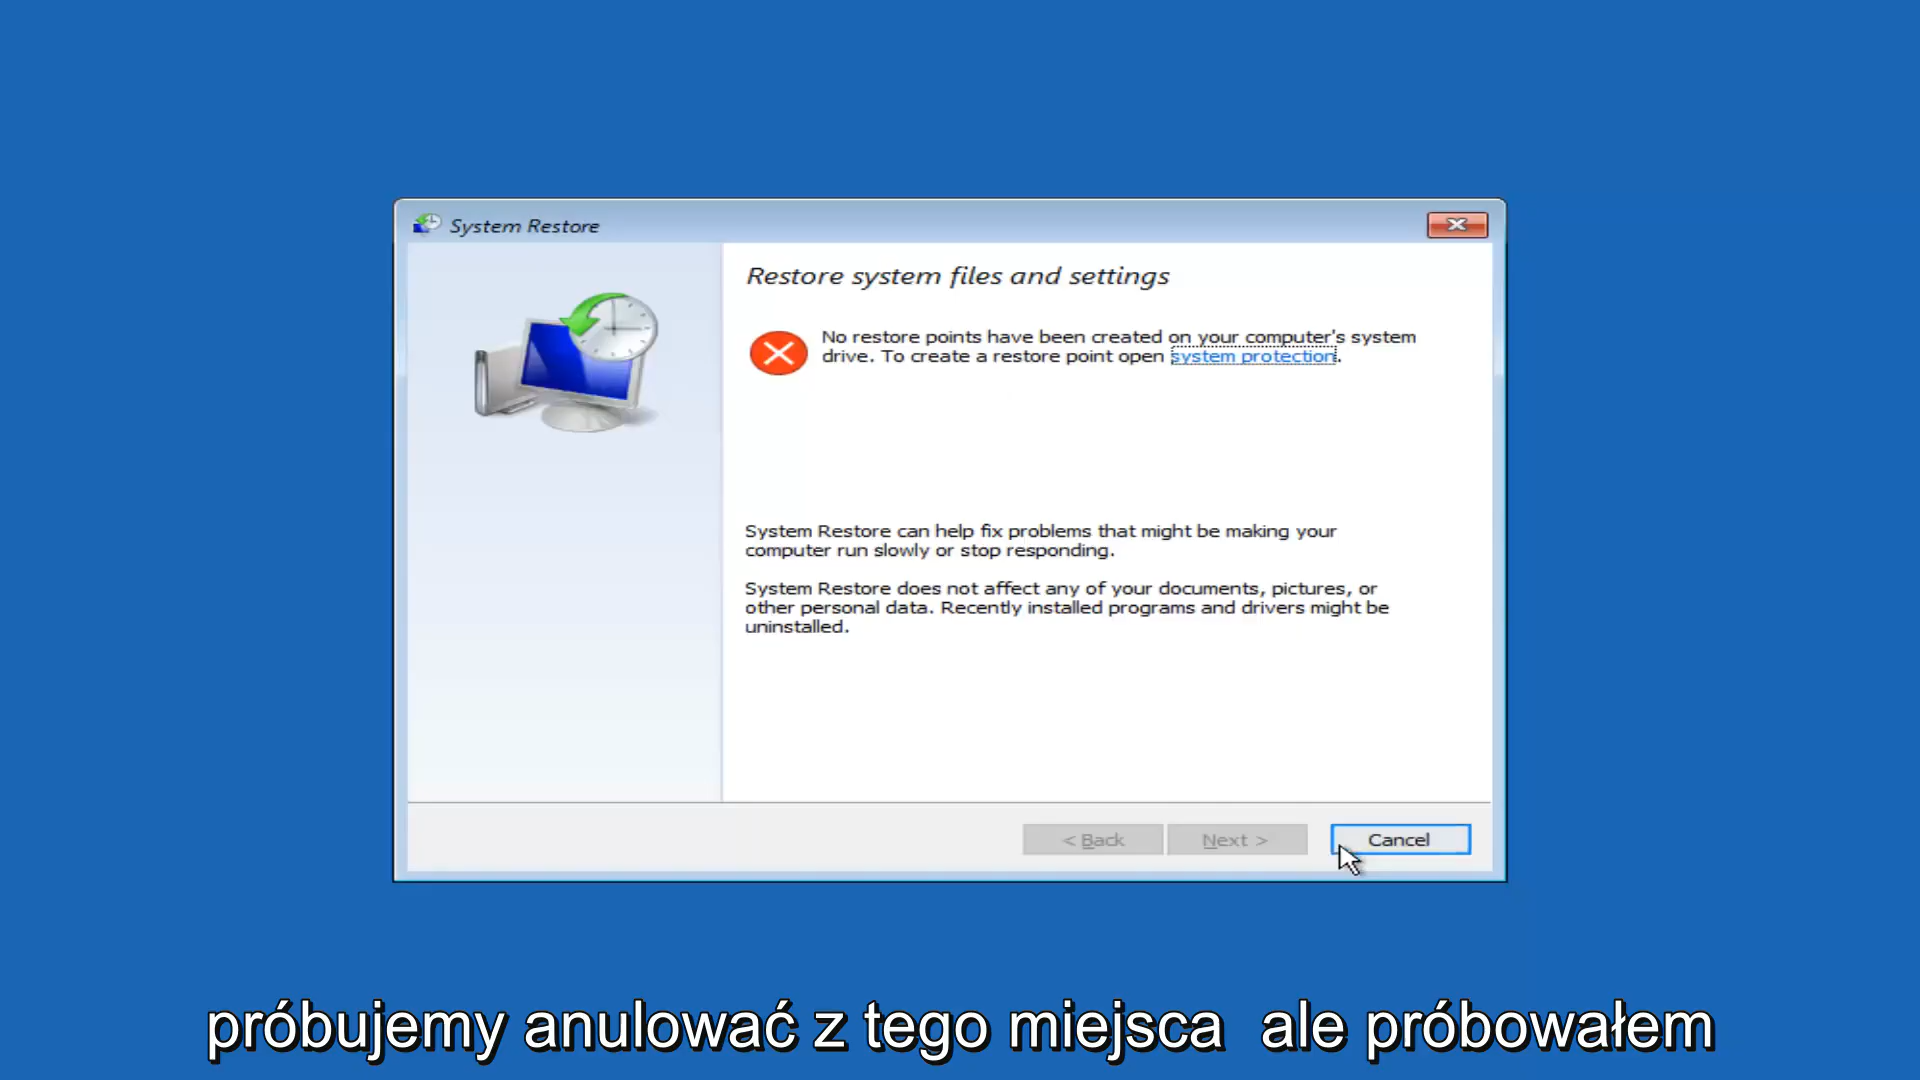 System Restore
Restore system files and settings
No restore points have been created on your computer's system
drive. To create a restore point open system protection.
System Restore can help fix problems that might be making your
computer run slowly or stop responding.
System Restore does not affect any of your documents, pictures, or
other personal data. Recently installed programs and drivers might be
uninstalled.
< Back Next > Cancel
próbujemy anulować z tego miejsca ale próbowałem